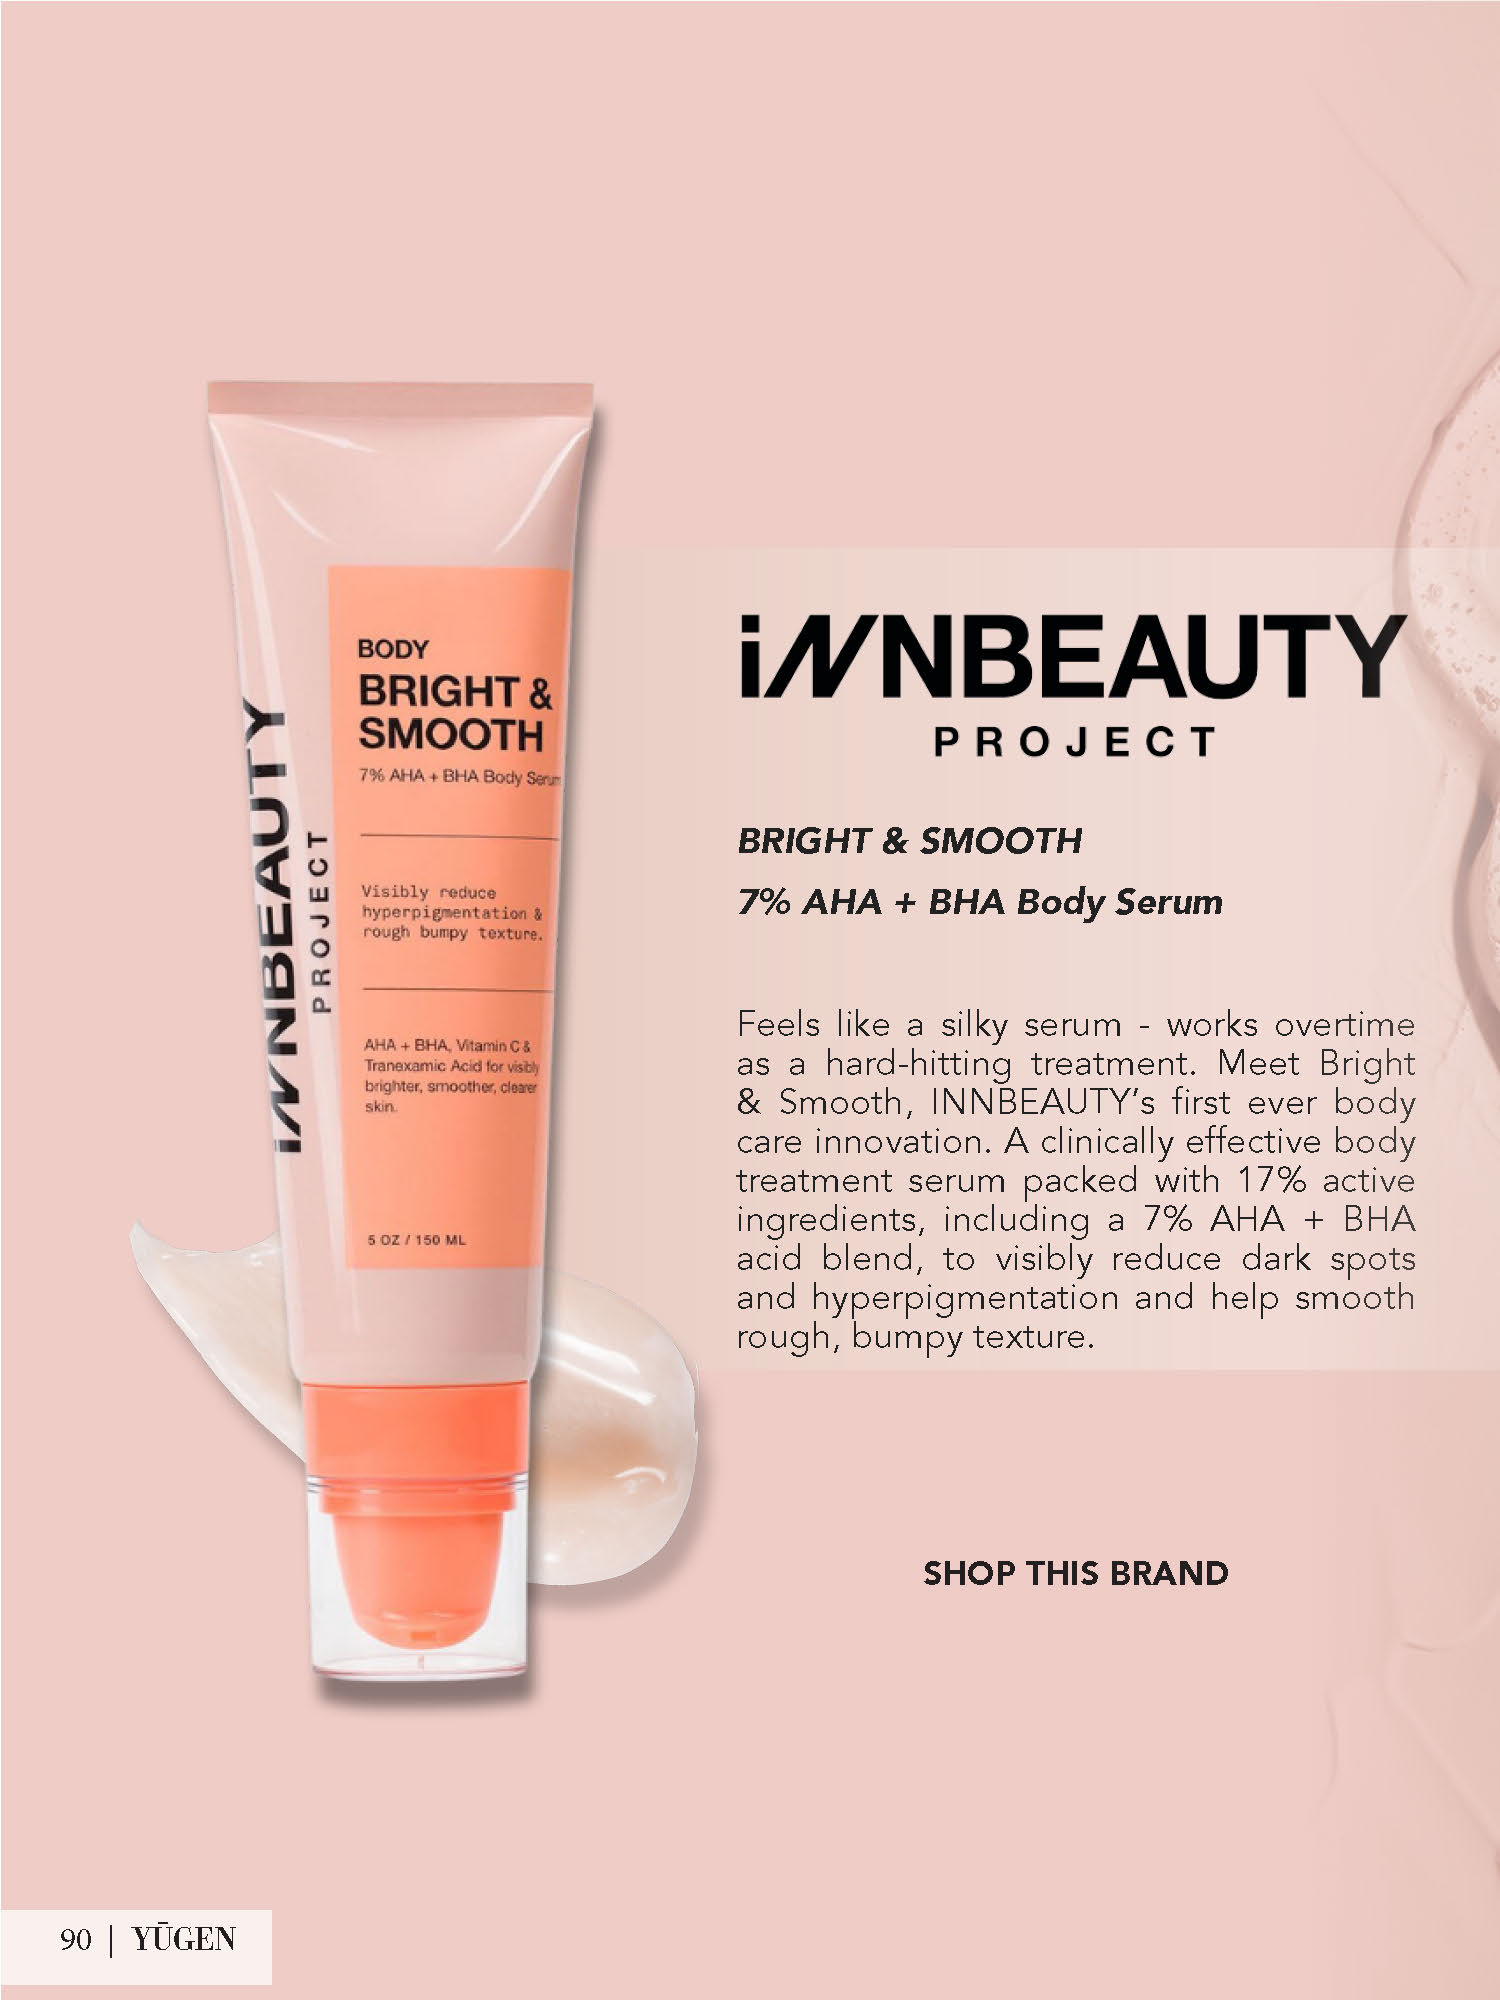 iNNBEAUTY
PROJECT
BODY
BRIGHT &
SMOOTH
7% AHA + BHA Body Serum
Visibly reduce
hyperpigmentation &
rough bumpy texture.
AHA + BHA, Vitamin C &
Tranexamic Acid for visibly
brighter, smoother, clearer
skin.
5 OZ / 150 ML
iNNBEAUTY
PROJECT
BRIGHT & SMOOTH
7% AHA + BHA Body Serum
Feels like a silky serum - works overtime
as a hard-hitting treatment. Meet Bright
& Smooth, INNBEAUTY’s first ever body
care innovation. A clinically effective body
treatment serum packed with 17% active
ingredients, including a 7% AHA + BHA
acid blend, to visibly reduce dark spots
and hyperpigmentation and help smooth
rough, bumpy texture.
SHOP THIS BRAND
90 | YŪGEN